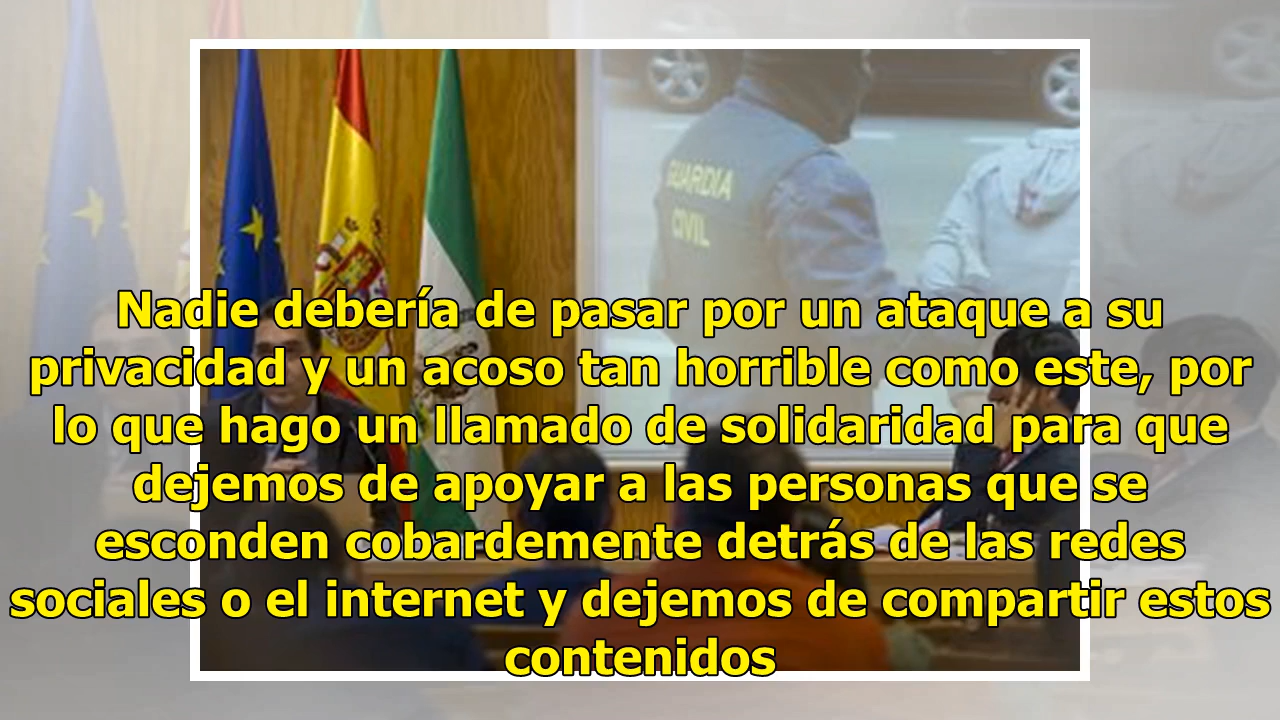 GUARDIA
CIVIL
Nadie debería de pasar por un ataque a su
privacidad y un acoso tan horrible como este, por
lo que hago un llamado de solidaridad para que
dejemos de apoyar a las personas que se
esconden cobardemente detrás de las redes
sociales o el internet y dejemos de compartir estos
contenidos